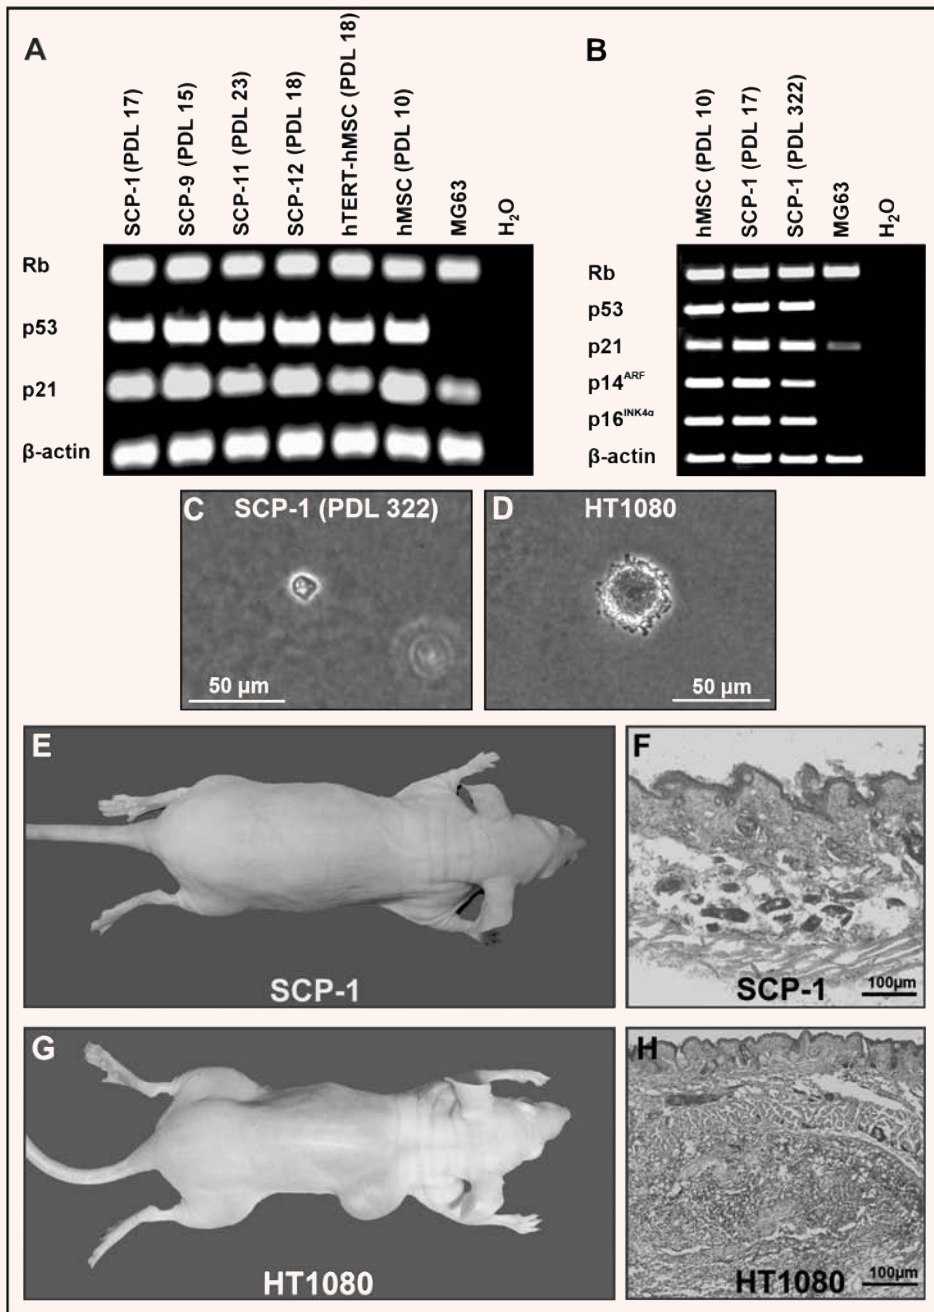 A
SCP-1 (PDL 17)
SCP-9 (PDL 15)
SCP-11 (PDL 23)
SCP-12 (PDL 18)
hTERT-hMSC (PDL 18)
hMSC (PDL 10)
MG63
H₂O
Rb
p53
p21
β-actin
B
hMSC (PDL 10)
SCP-1 (PDL 17)
SCP-1 (PDL 322)
MG63
H₂O
Rb
p53
p21
p14ᴬᴿᶠ
p16ᴵᴺᴷ⁴ᵅ
β-actin
C SCP-1 (PDL 322)
50 µm
D HT1080
50 µm
E
SCP-1
F
SCP-1
100µm
G
HT1080
H
HT1080
100µm